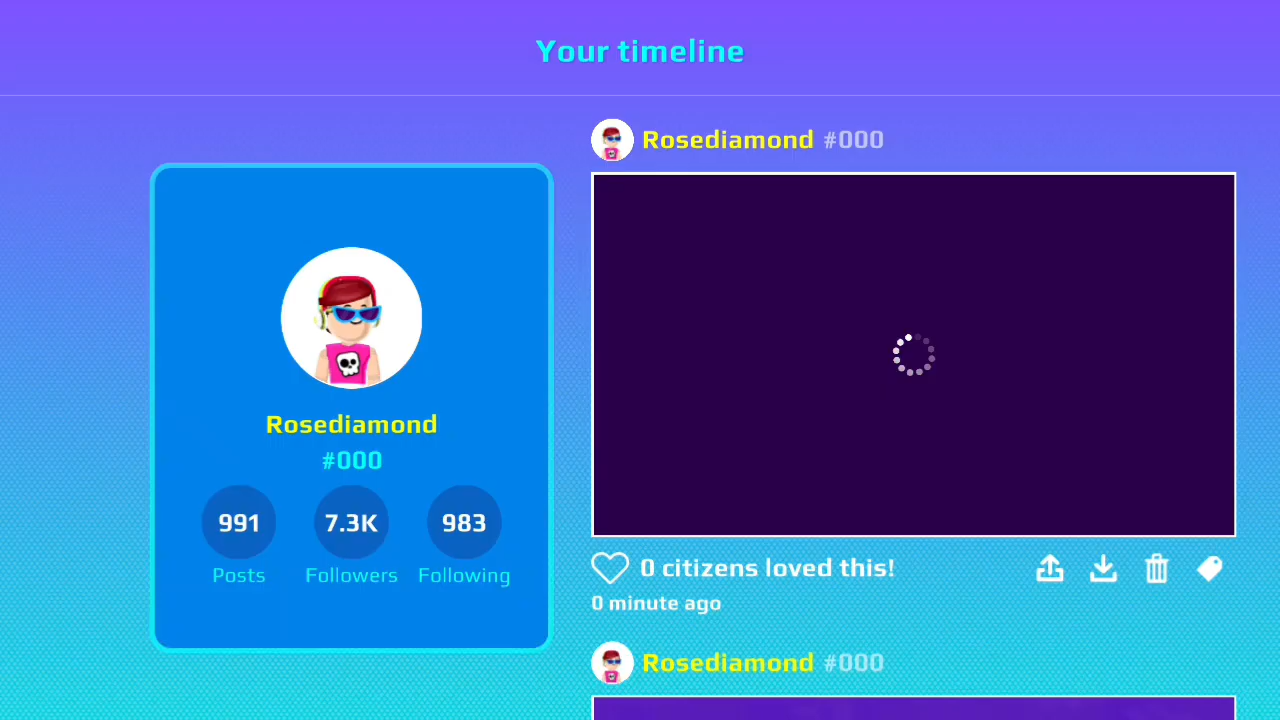 Your timeline
Rosediamond #000
Rosediamond
#000
991
7.3K
983
Posts
Followers
Following
0 citizens loved this!
0 minute ago
Rosediamond #000